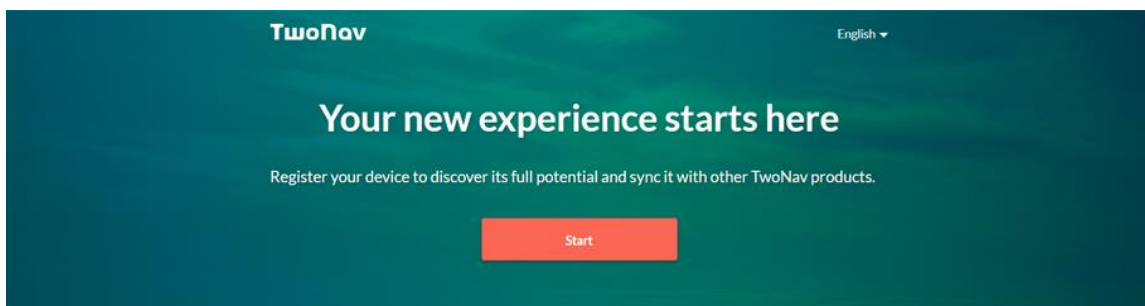 TwoNav
English
Your new experience starts here
Register your device to discover its full potential and sync it with other TwoNav products.
Start